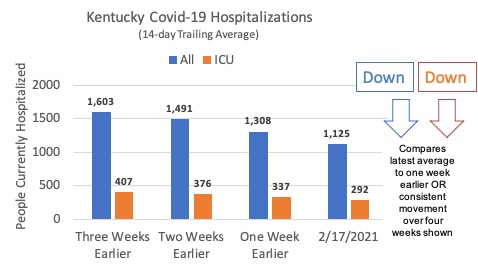 Kentucky Covid-19 Hospitalizations
(14-day Trailing Average)
All ICU
People Currently Hospitalized
2000
1500
1000
500
0
1,603
407
1,491
376
1,308
337
1,125
292
Three Weeks
Earlier
Two Weeks
Earlier
One Week
Earlier
2/17/2021
Down Down
Compares
latest average
to one week
earlier OR
consistent
movement
over four
weeks shown